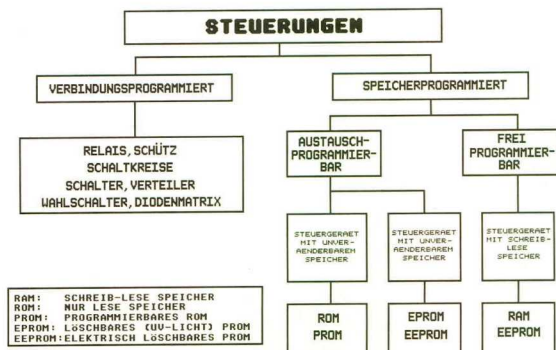 STEUERUNGEN
VERBINDUNGSPROGRAMMIERT
SPEICHERPROGRAMMIERT
RELAIS, SCHÜTZ
SCHALTKREISE
SCHALTER, VERTEILER
WAHLSCHALTER, DIODENMATRIX
AUSTAUSCH-
PROGRAMMIER-
BAR
FREI
PROGRAMMIER-
BAR
STEUERGERAET
MIT UNVER-
AENDERBAREM
SPEICHER
STEUERGERAET
MIT UNVER-
AENDERBAREM
SPEICHER
STEUERGERAET
MIT SCHREIB-
LESE
SPEICHER
ROM
PROM
EPROM
EEPROM
RAM
EEPROM
RAM: SCHREIB-LESE SPEICHER
ROM: NUR LESE SPEICHER
PROM: PROGRAMMIERBARES ROM
EPROM: LÖSCHBARES (UV-LICHT) PROM
EEPROM: ELEKTRISCH LÖSCHBARES PROM